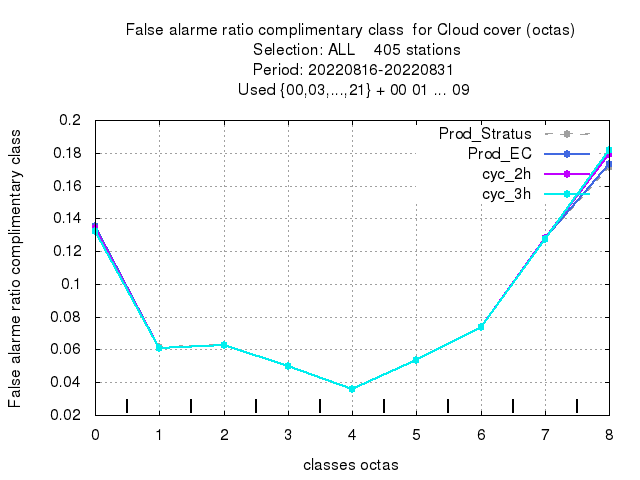 False alarme ratio complimentary class  for Cloud cover (octas)
Selection: ALL    405 stations
Period: 20220816-20220831
Used {00,03,...,21} + 00 01 ... 09
False alarme ratio complimentary class
0.2
0.18
0.16
0.14
0.12
0.1
0.08
0.06
0.04
0.02
Prod_Stratus
Prod_EC
cyc_2h
cyc_3h
0 1 2 3 4 5 6 7 8
classes octas